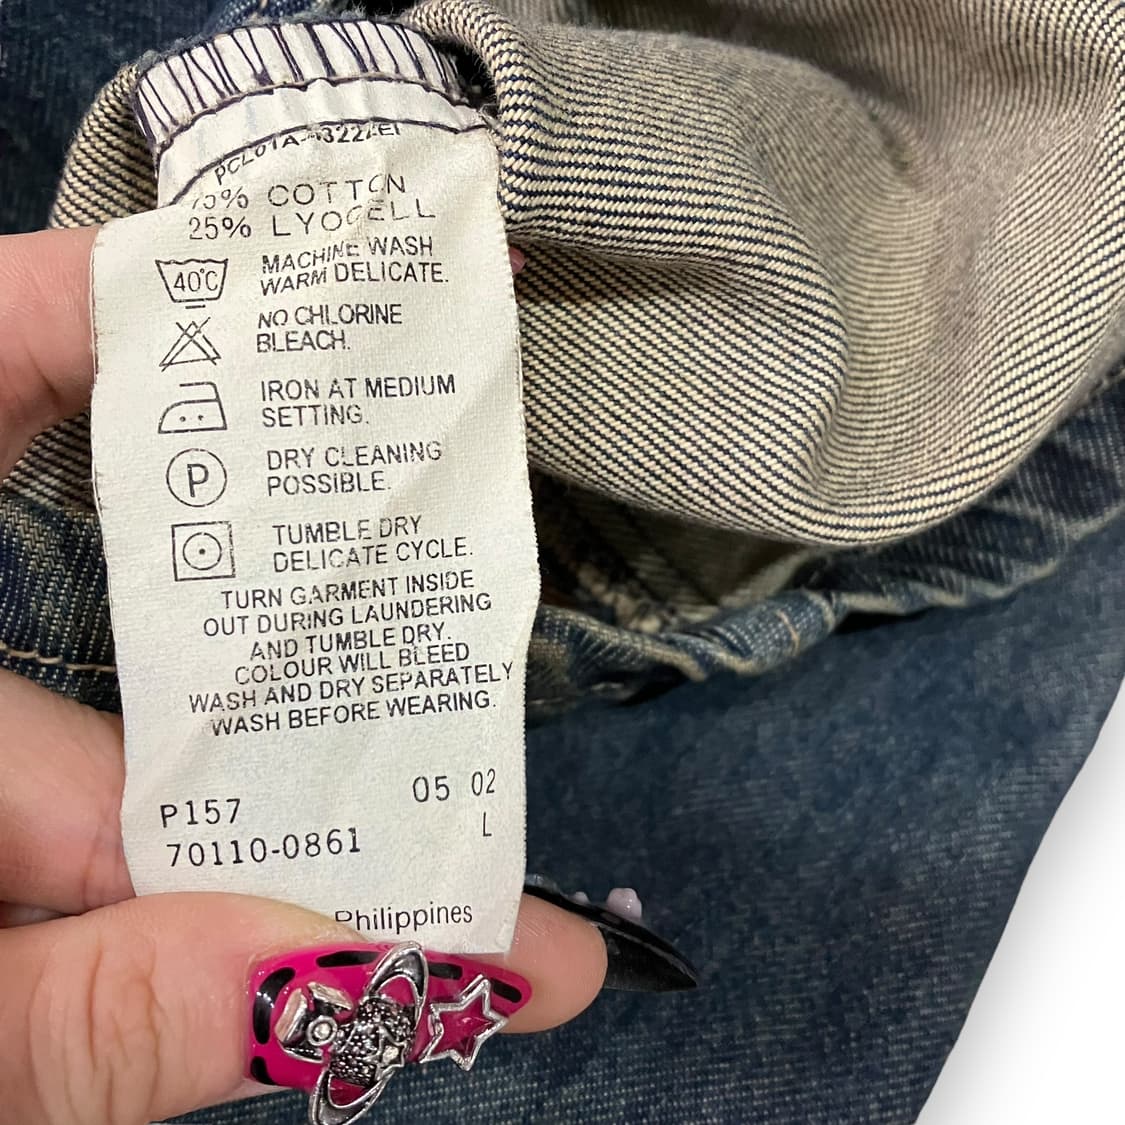 COTTON
25% LYOCELL
40°C
MACHINE WASH
WARM DELICATE.
NO CHLORINE
BLEACH.
IRON AT MEDIUM
SETTING.
P
DRY CLEANING
POSSIBLE.
TUMBLE DRY
DELICATE CYCLE.
TURN GARMENT INSIDE
OUT DURING LAUNDERING
AND TUMBLE DRY.
COLOUR WILL BLEED
WASH AND DRY SEPARATELY
WASH BEFORE WEARING.
P157 05 02
70110-0861 L
Philippines